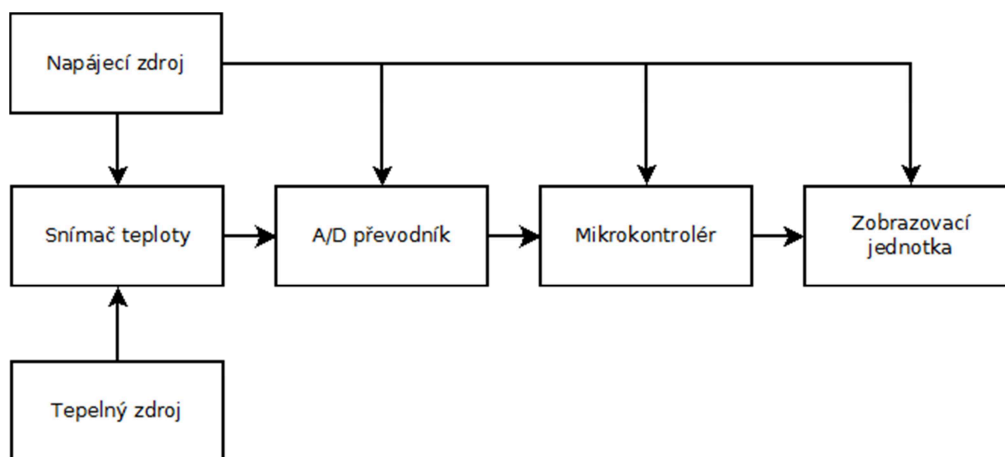 Napájecí zdroj
Snímač teploty
A/D převodník
Mikrokontrolér
Zobrazovací
jednotka
Tepelný zdroj